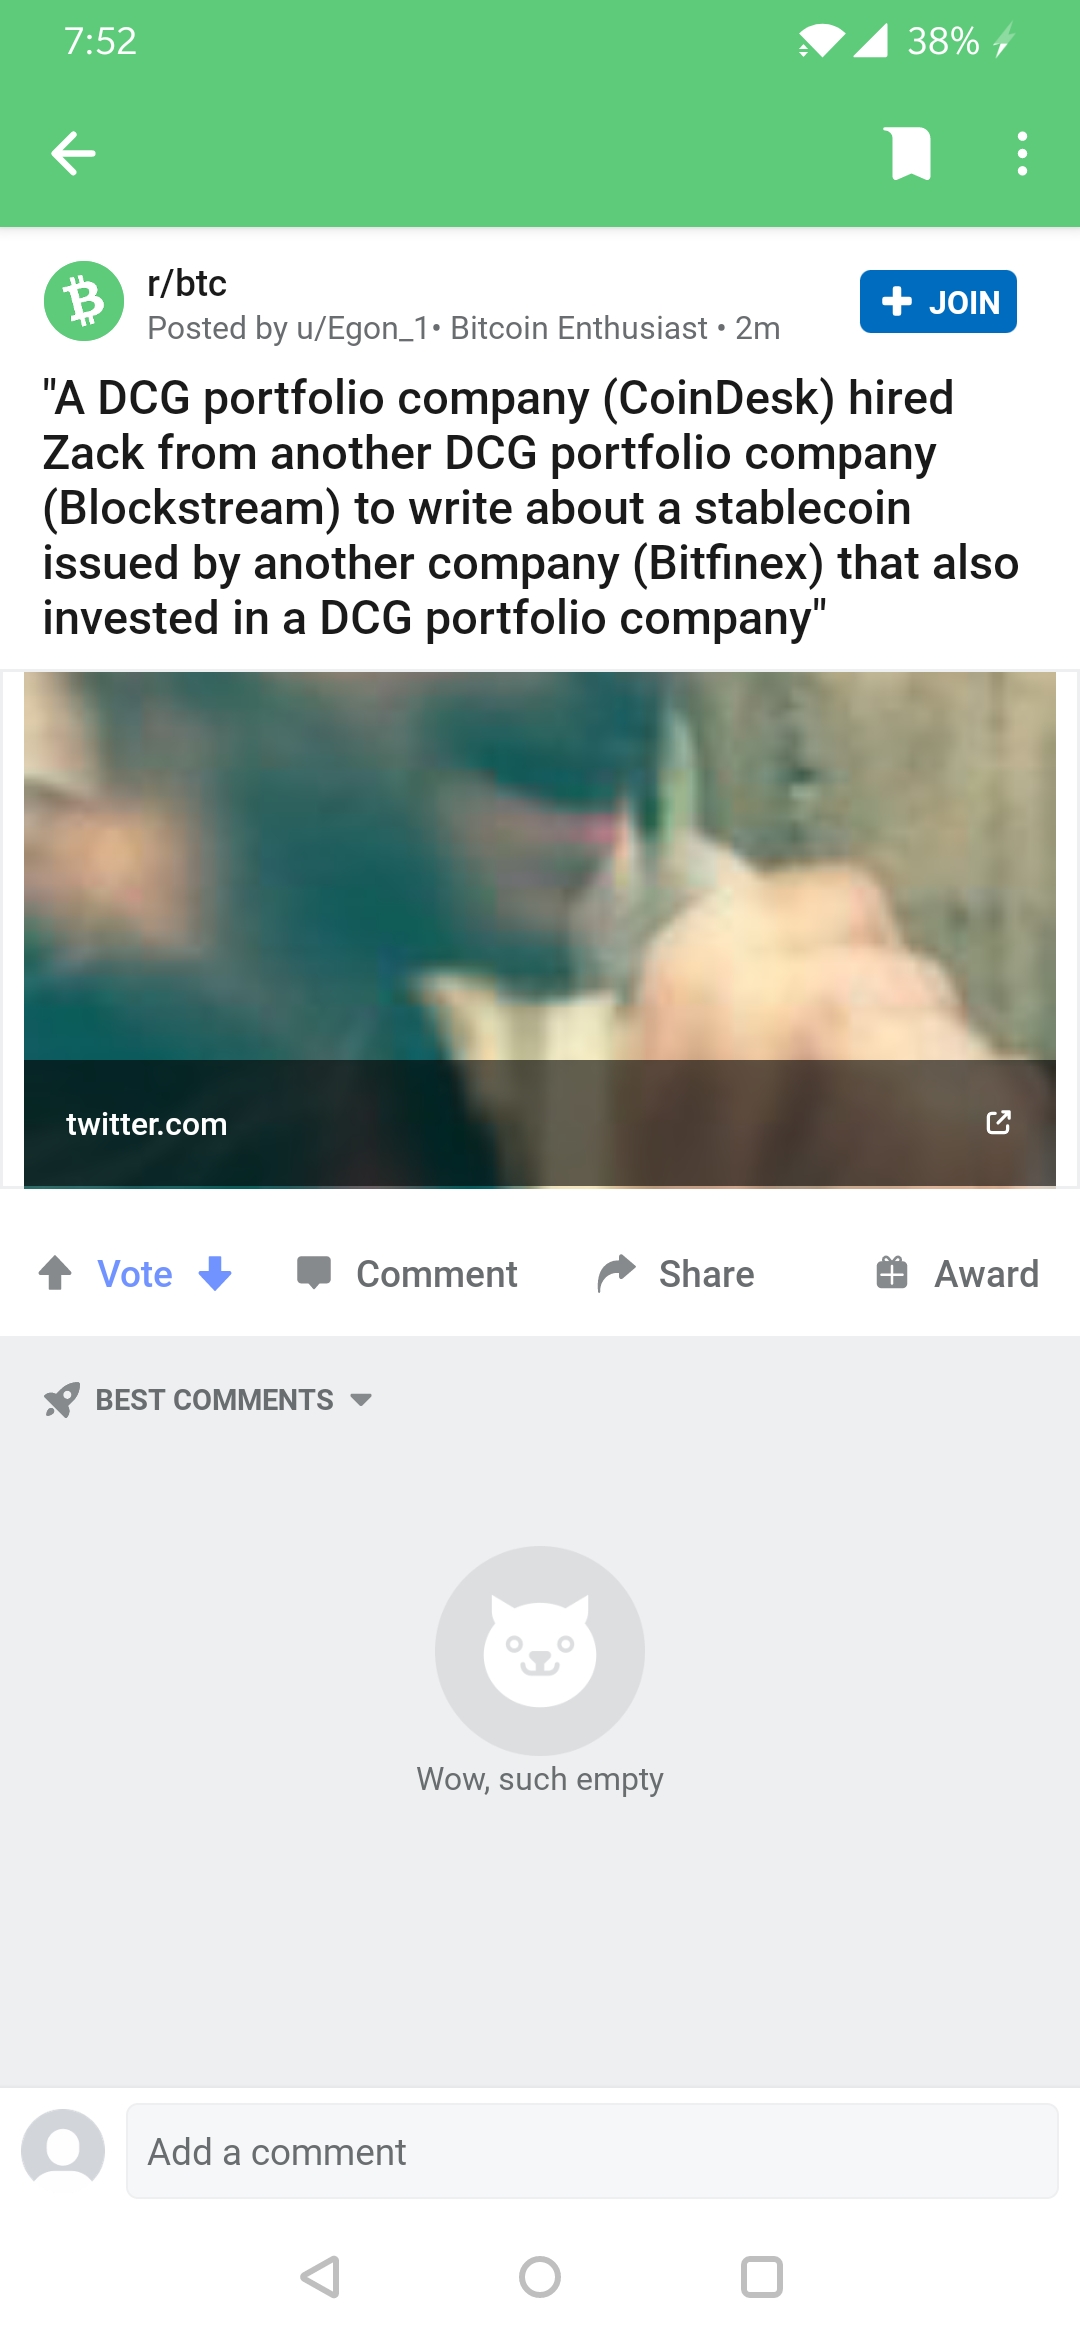 7:52
38%
r/btc
Posted by u/Egon_1• Bitcoin Enthusiast • 2m
JOIN
"A DCG portfolio company (CoinDesk) hired
Zack from another DCG portfolio company
(Blockstream) to write about a stablecoin
issued by another company (Bitfinex) that also
invested in a DCG portfolio company"
twitter.com
Vote
Comment
Share
Award
BEST COMMENTS
Wow, such empty
Add a comment